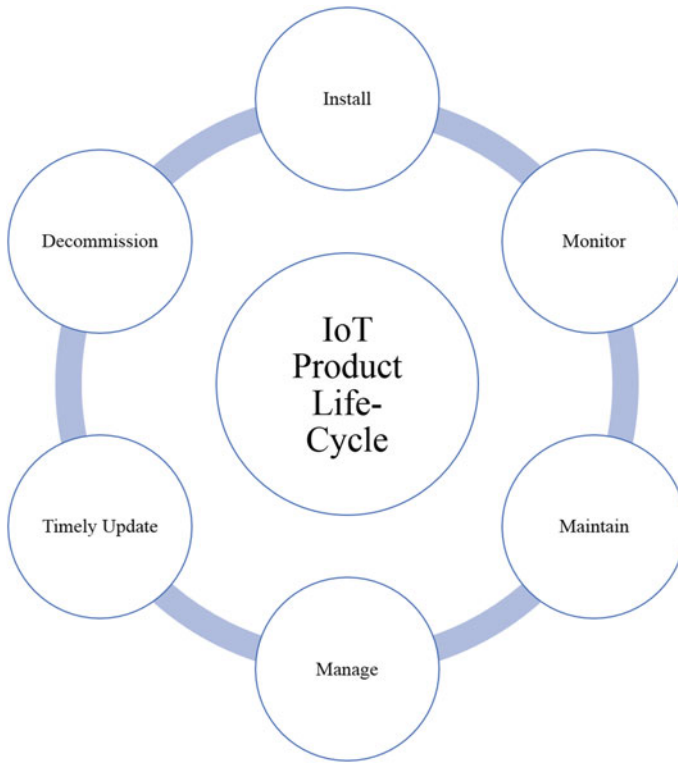 Install
Monitor
Maintain
Manage
Timely Update
Decommission
IoT
Product
Life-
Cycle